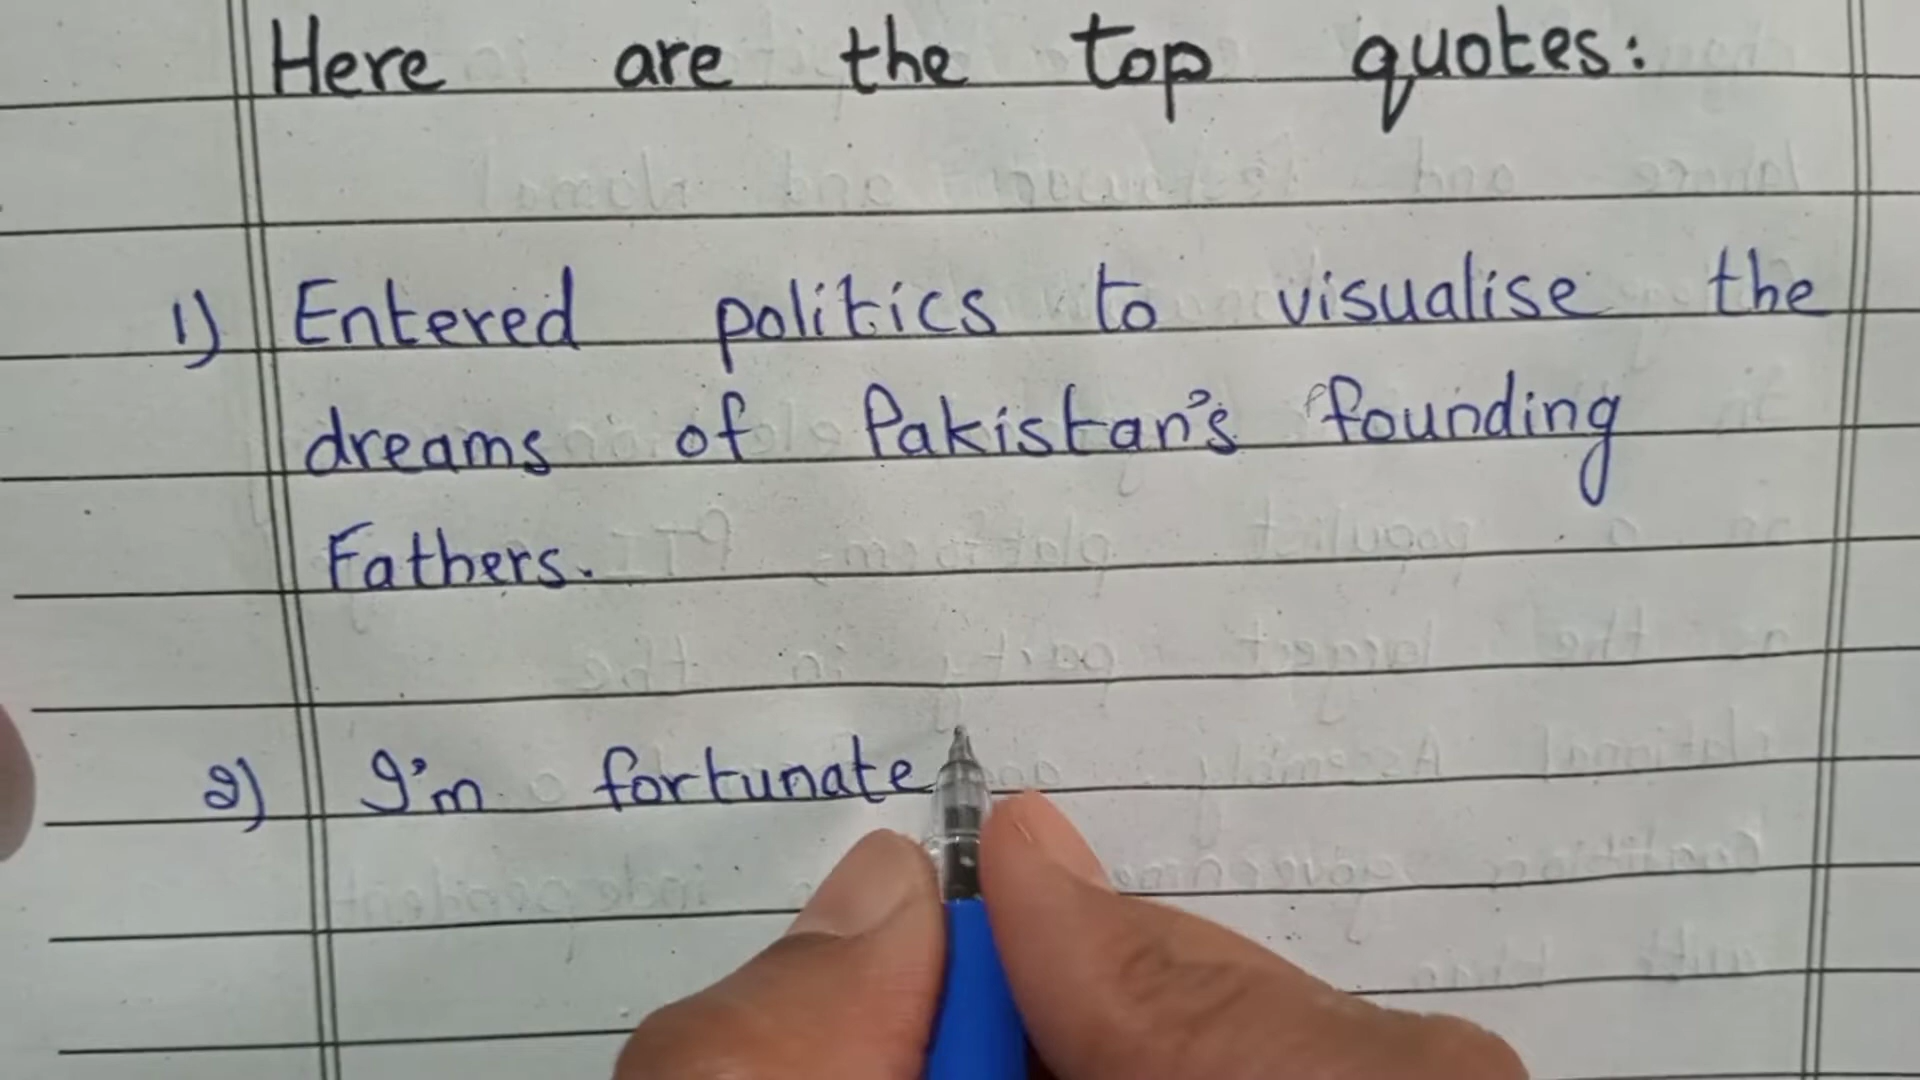 Here are the top quotes:
1) Entered politics to visualise the
dreams of Pakistan's founding
Fathers.
2) I'm fortunate